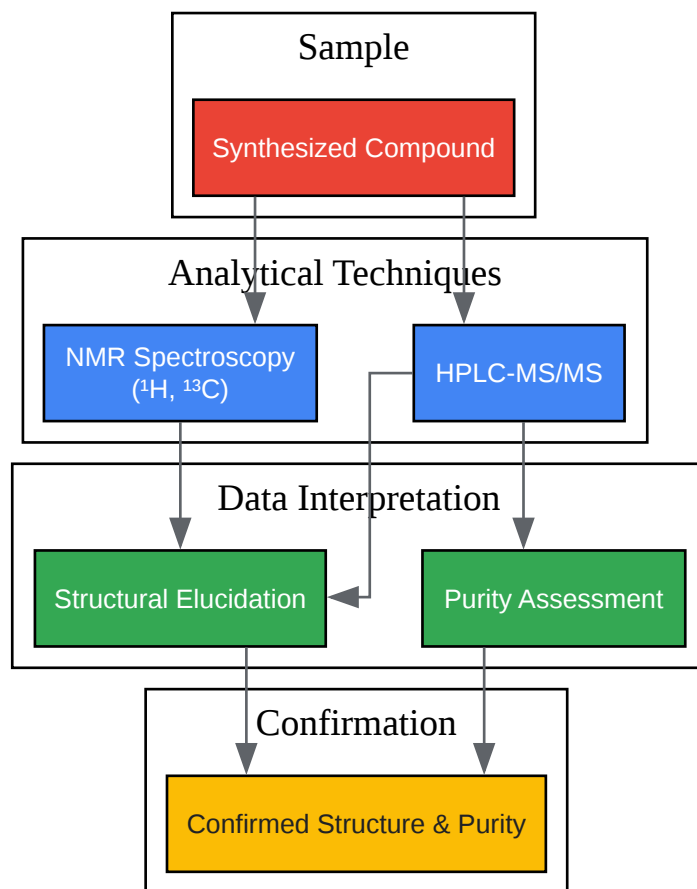 Sample
Synthesized Compound
Analytical Techniques
NMR Spectroscopy
(¹H, ¹³C)
HPLC-MS/MS
Data Interpretation
Structural Elucidation
Purity Assessment
Confirmation
Confirmed Structure & Purity